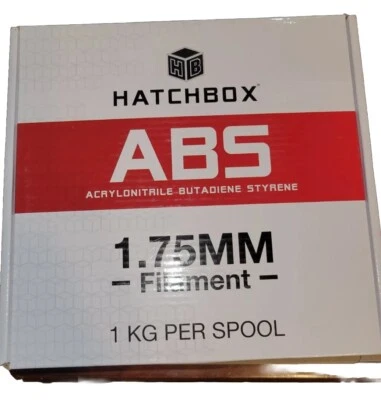 HB
HATCHBOX®
ABS
ACRYLONITRILE BUTADIENE STYRENE
1.75MM
- Filament -
1 KG PER SPOOL